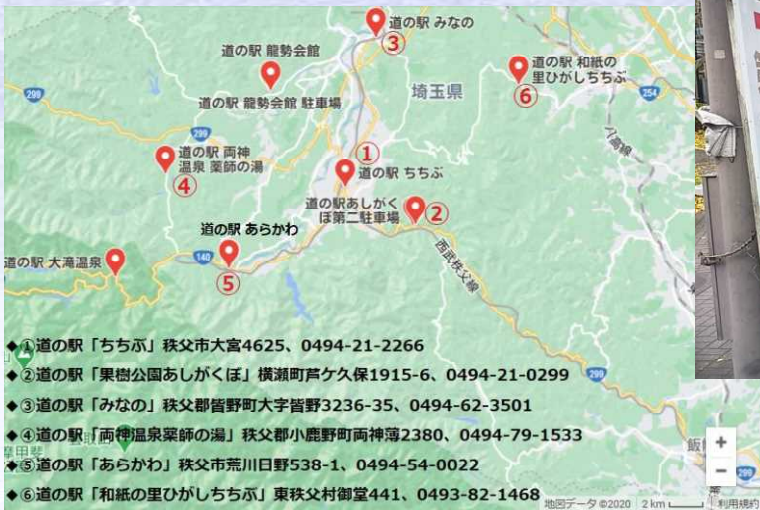 道の駅 みなの
③
道の駅 龍勢会館
道の駅 和紙の
里ひがしちちぶ
⑥
299
道の駅 龍勢会館 駐車場
埼玉県
254
八高線
299
①
道の駅 両神
温泉 薬師の湯
④
道の駅 ちちぶ
道の駅あしがく
ぼ第二駐車場
②
道の駅 あらかわ
道の駅 大滝温泉
140
⑤
西武秩父線
◆①道の駅「ちちぶ」秩父市大宮4625、0494-21-2266
◆②道の駅「果樹公園あしがくぼ」横瀬町芦ケ久保1915-6、0494-21-0299
299
◆③道の駅「みなの」秩父郡皆野町大字皆野3236-35、0494-62-3501
◆④道の駅「両神温泉薬師の湯」秩父郡小鹿野町両神薄2380、0494-79-1533
◆⑤道の駅「あらかわ」秩父市荒川日野538-1、0494-54-0022
299
◆⑥道の駅「和紙の里ひがしちちぶ」東秩父村御堂441、0493-82-1468
地図データ ©2020 2 km 利用規約